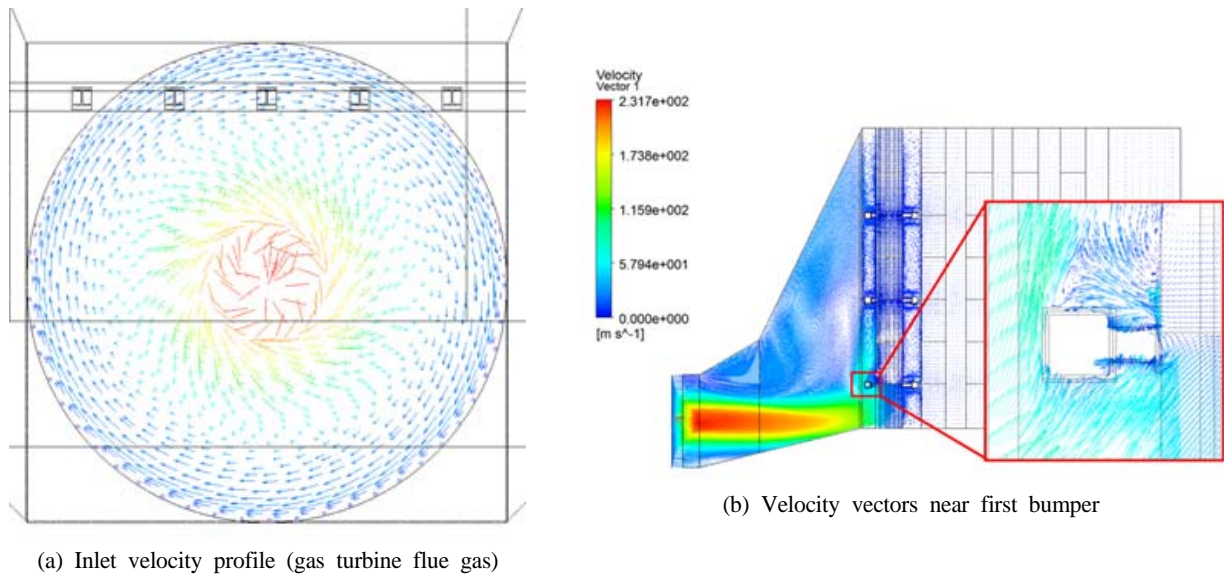 Velocity
Vector 1
2.317e+002
1.738e+002
1.159e+002
5.794e+001
0.000e+000
[m s^-1]
(b) Velocity vectors near first bumper
(a) Inlet velocity profile (gas turbine flue gas)